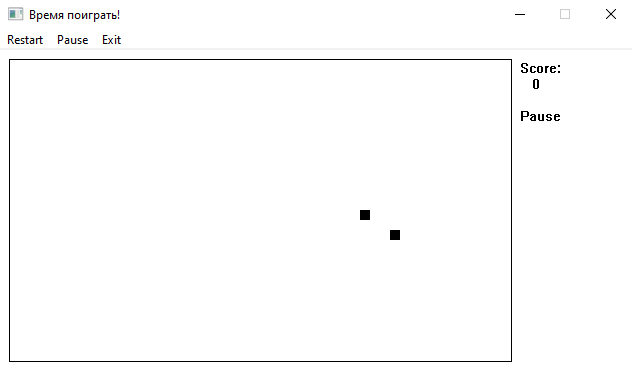 Время поиграть!
Restart Pause Exit
Score:
0
Pause